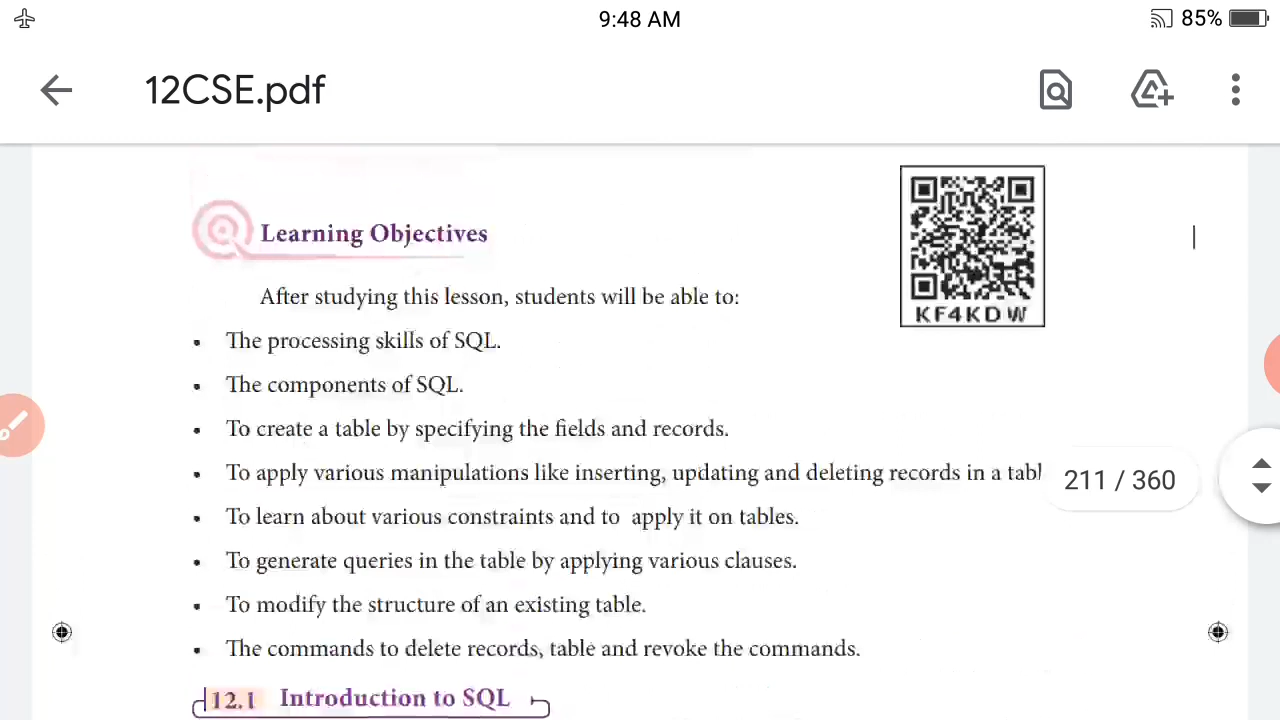 9:48 AM
85%
12CSE.pdf
Learning Objectives
KF4KDW
After studying this lesson, students will be able to:
• The processing skills of SQL.
• The components of SQL.
• To create a table by specifying the fields and records.
• To apply various manipulations like inserting, updating and deleting records in a tabl
211 / 360
• To learn about various constraints and to apply it on tables.
• To generate queries in the table by applying various clauses.
• To modify the structure of an existing table.
• The commands to delete records, table and revoke the commands.
12.1 Introduction to SQL